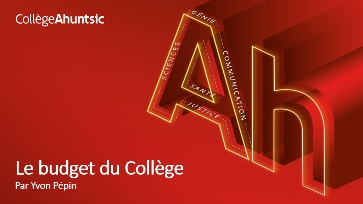 CollègeAhuntsic
GÉNIE
SCIENCES
COMMUNICATION
SANTÉ
JUSTICE
Ah
Le budget du Collège
Par Yvon Pépin